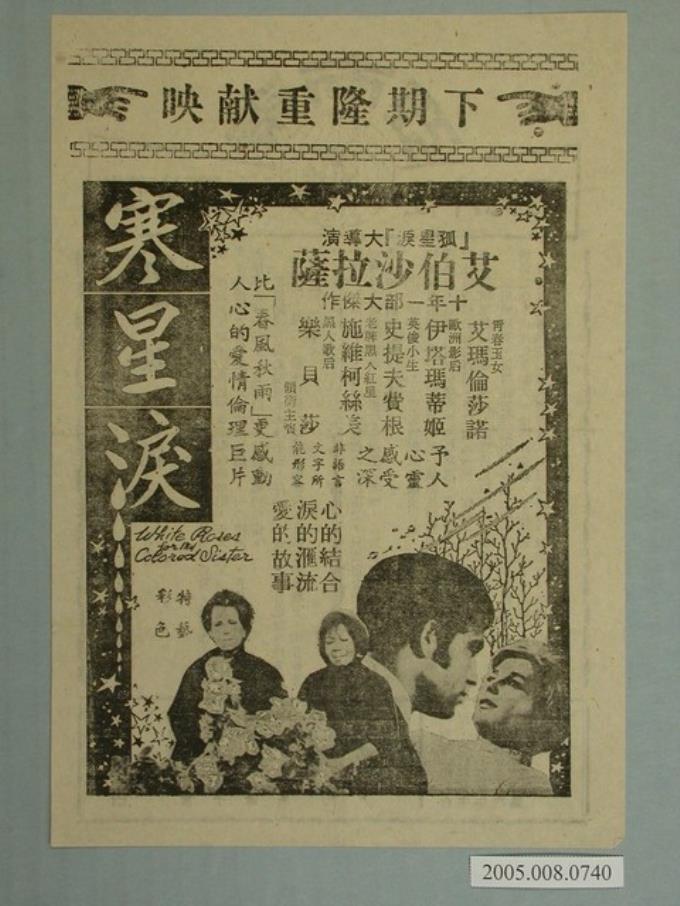 下期隆重献映
寒星淚
「孤星淚」大導演
艾伯沙拉薩
十年一部大傑作
青春玉女
艾瑪倫莎諾
歐洲影后
伊塔瑪蒂姬
英俊小生
史提夫費根
老牌黑人紅星
施維柯絲美
黑人歌后
樂貝莎
領銜主演
予人
心靈
感受
之深
非語言
文字所
能形容
比「春風秋雨」更感動
人心的愛情倫理巨片
心的結合
淚的滙流
愛的故事
White Roses
for my
Colored Sister
特藝
彩色
2005.008.0740